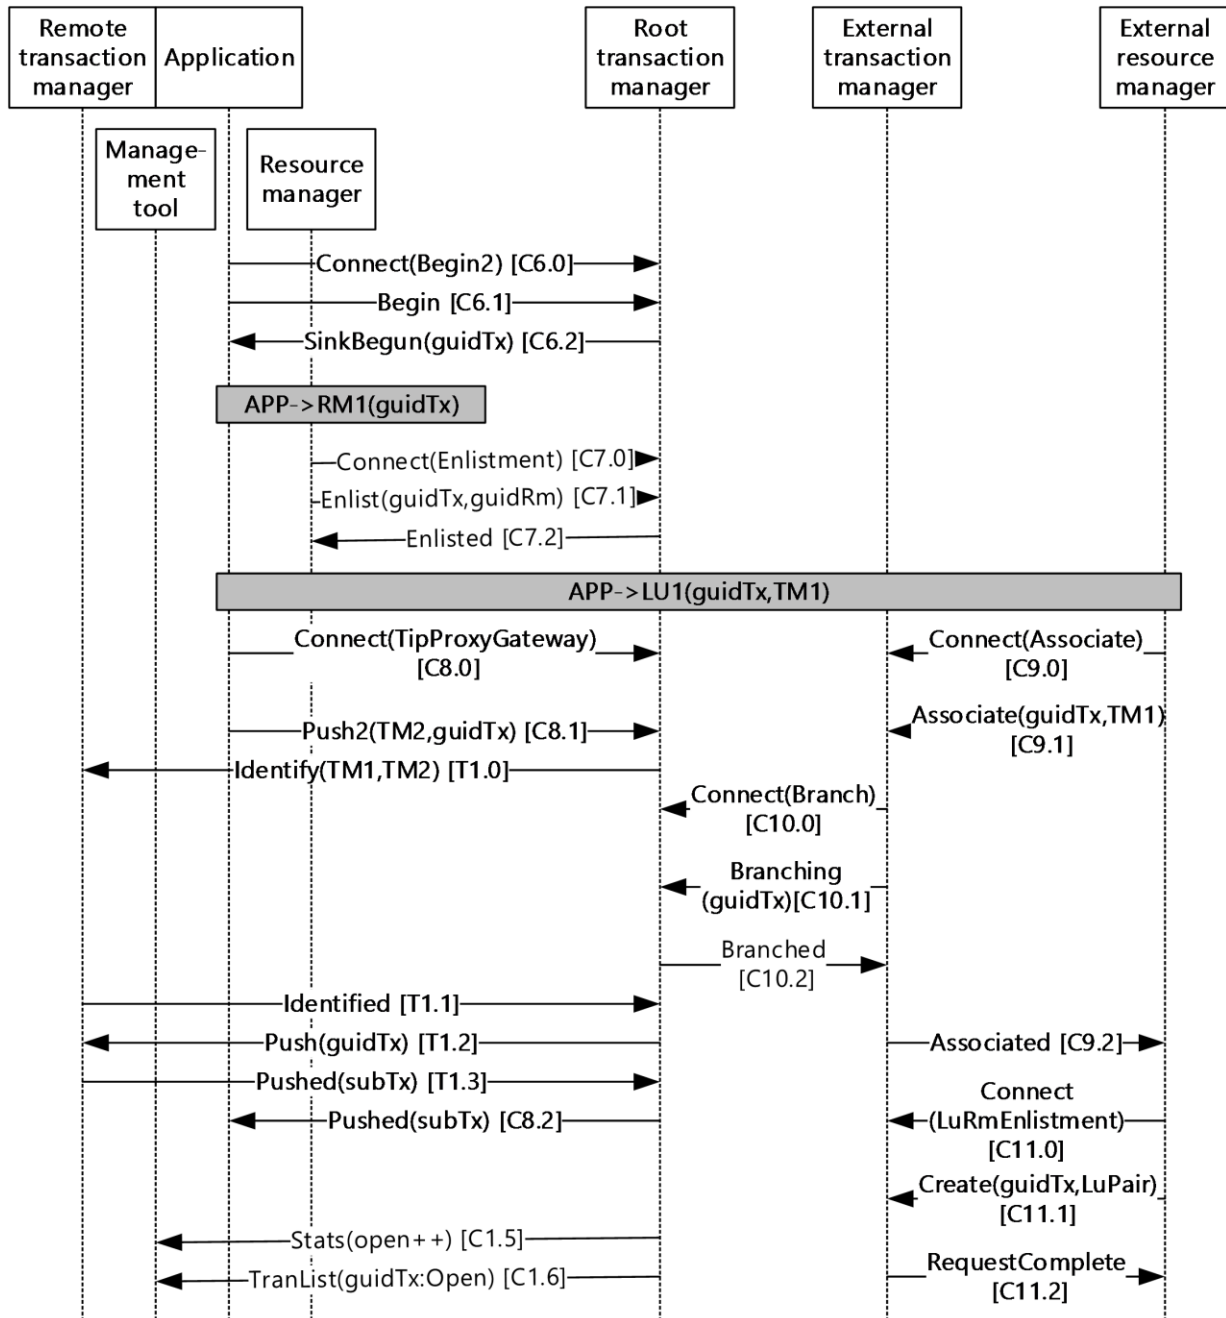 Remote
transaction
manager
Application
Root
transaction
manager
External
transaction
manager
External
resource
manager
Manage-
ment
tool
Resource
manager
Connect(Begin2) [C6.0]
Begin [C6.1]
SinkBegun(guidTx) [C6.2]
APP->RM1(guidTx)
Connect(Enlistment) [C7.0]
Enlist(guidTx,guidRm) [C7.1]
Enlisted [C7.2]
APP->LU1(guidTx,TM1)
Connect(TipProxyGateway)
[C8.0]
Connect(Associate)
[C9.0]
Push2(TM2,guidTx) [C8.1]
Associate(guidTx,TM1)
[C9.1]
Identify(TM1,TM2) [T1.0]
Connect(Branch)
[C10.0]
Branching
(guidTx)[C10.1]
Branched
[C10.2]
Identified [T1.1]
Push(guidTx) [T1.2]
Associated [C9.2]
Pushed(subTx) [T1.3]
Pushed(subTx) [C8.2]
Connect
(LuRmEnlistment)
[C11.0]
Create(guidTx,LuPair)
[C11.1]
Stats(open++) [C1.5]
TranList(guidTx:Open) [C1.6]
RequestComplete
[C11.2]